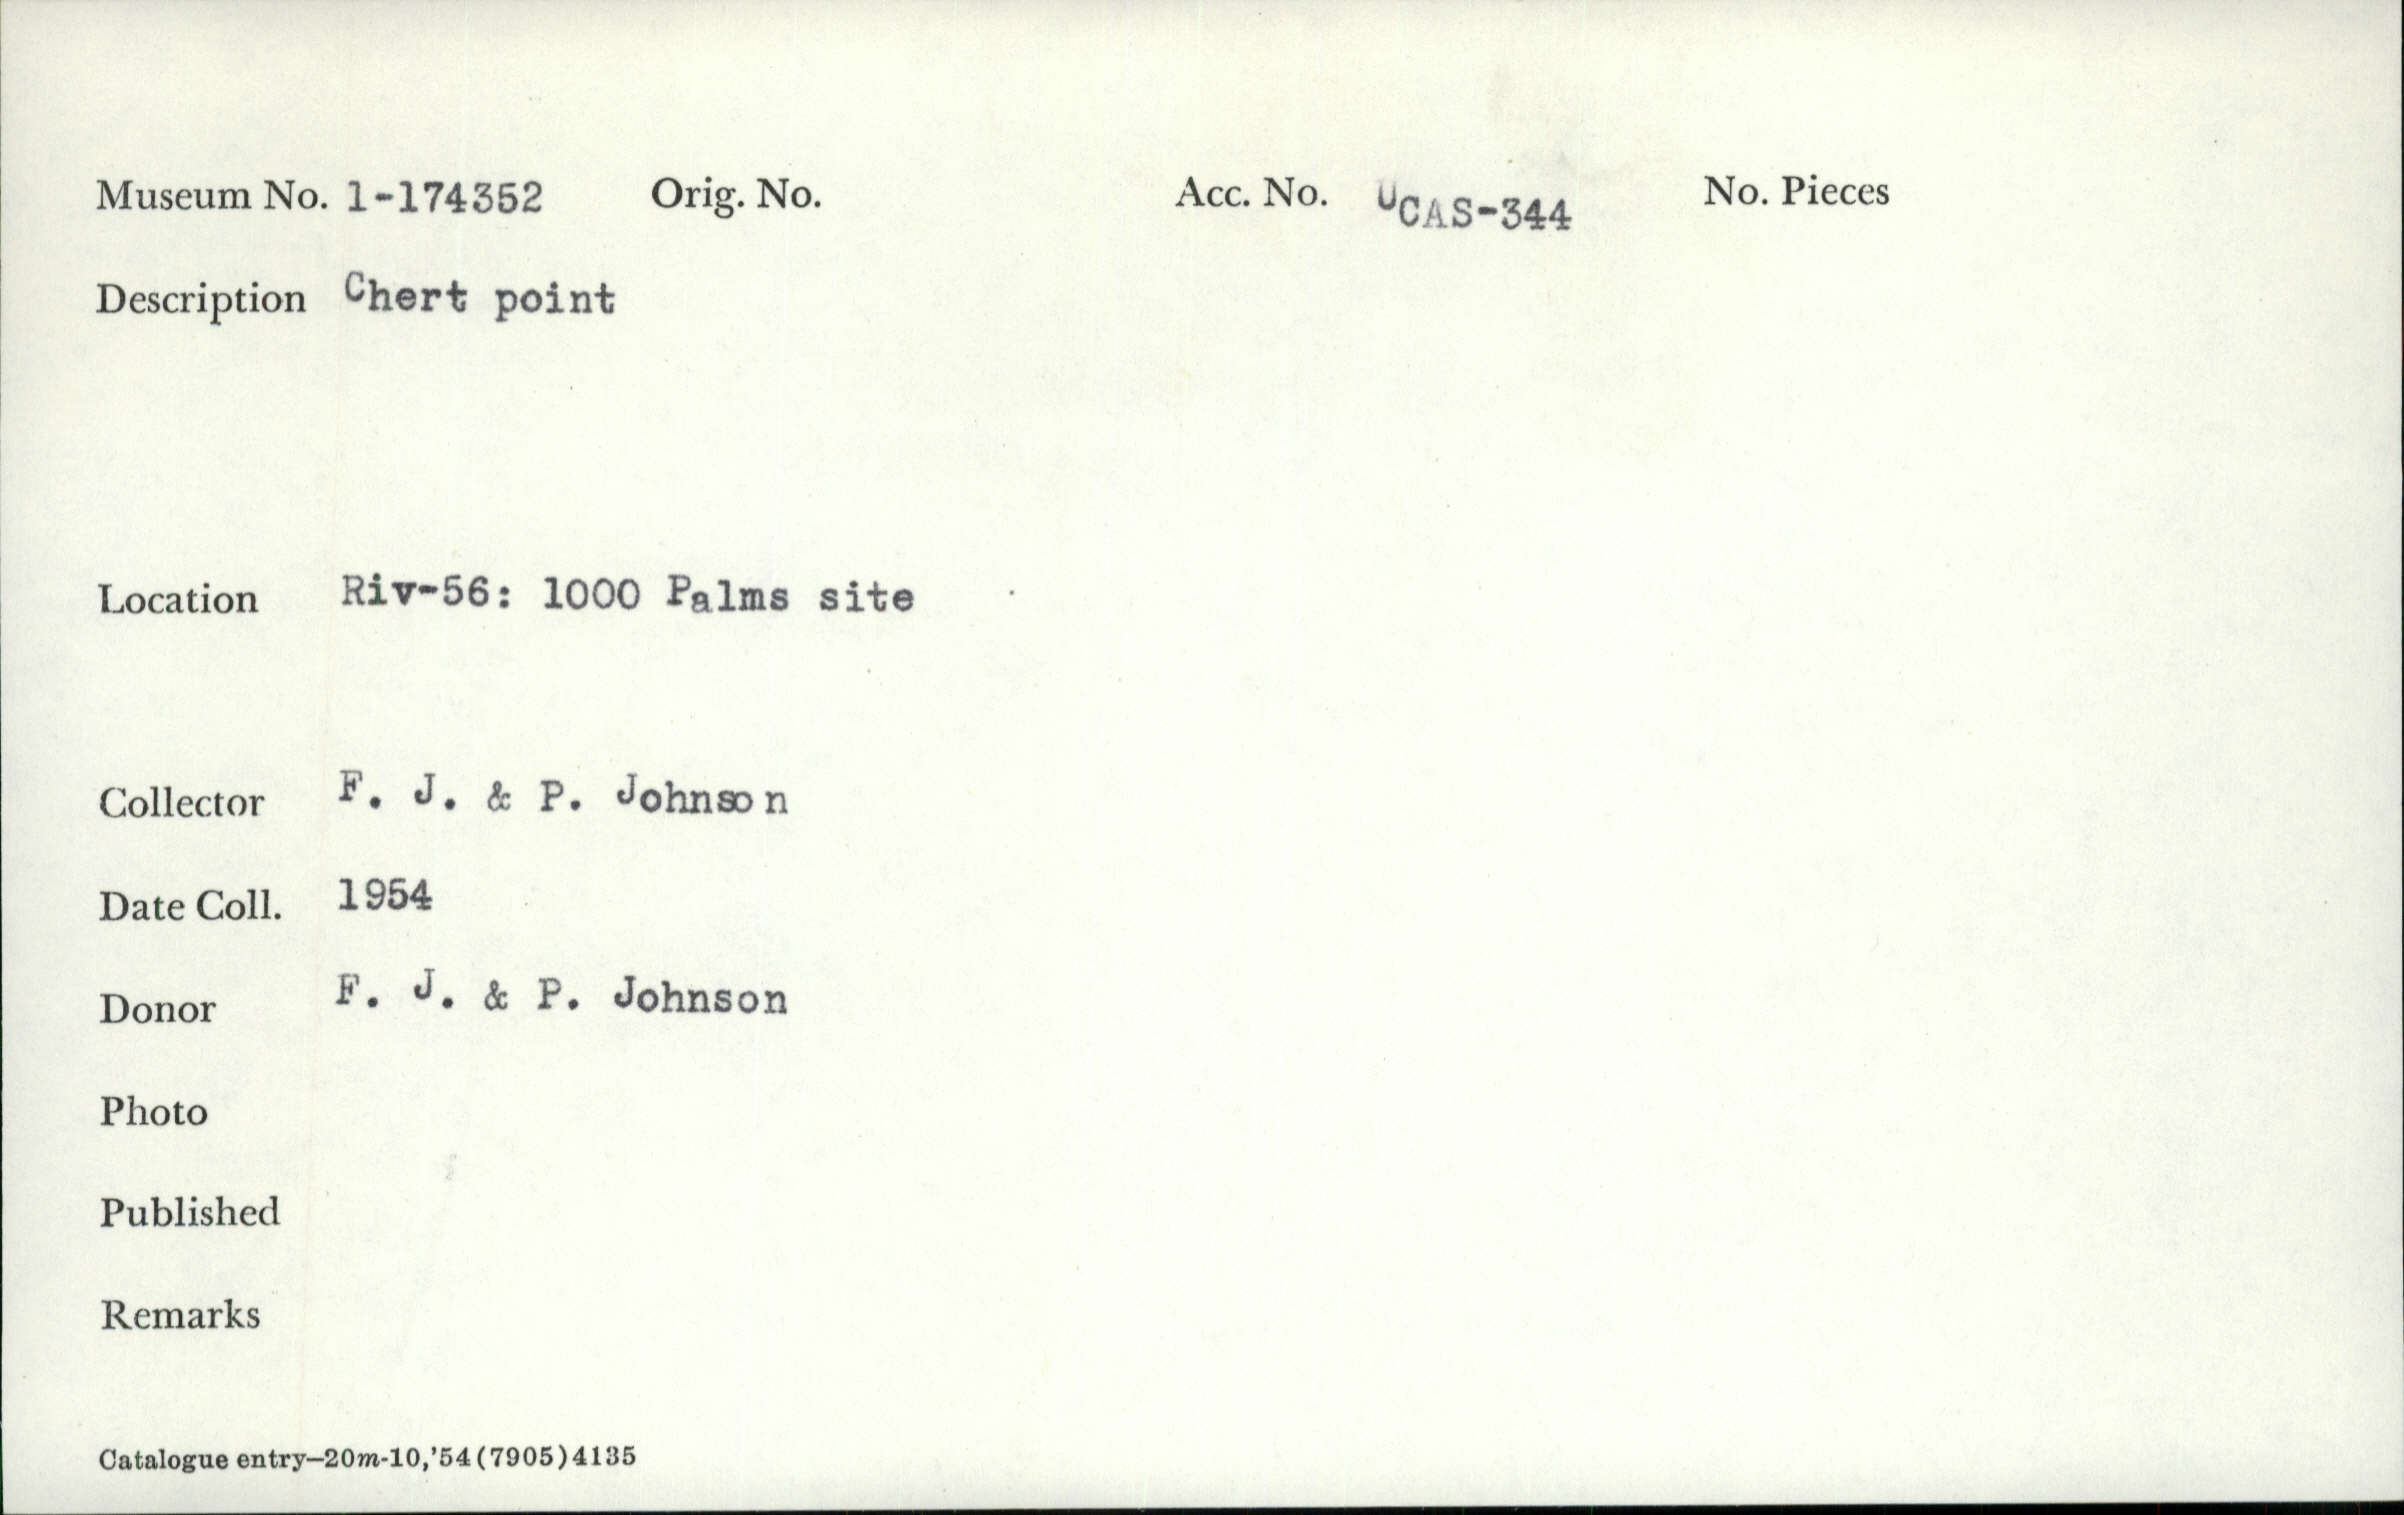 Museum No. 1-174352 Orig. No. Acc. No. UCAS-344 No. Pieces
Description Chert point
Location Riv-56: 1000 Palms site
Collector F. J. & P. Johnson
Date Coll. 1954
Donor F. J. & P. Johnson
Photo
Published
Remarks
Catalogue entry—20m-10,'54(7905)4135